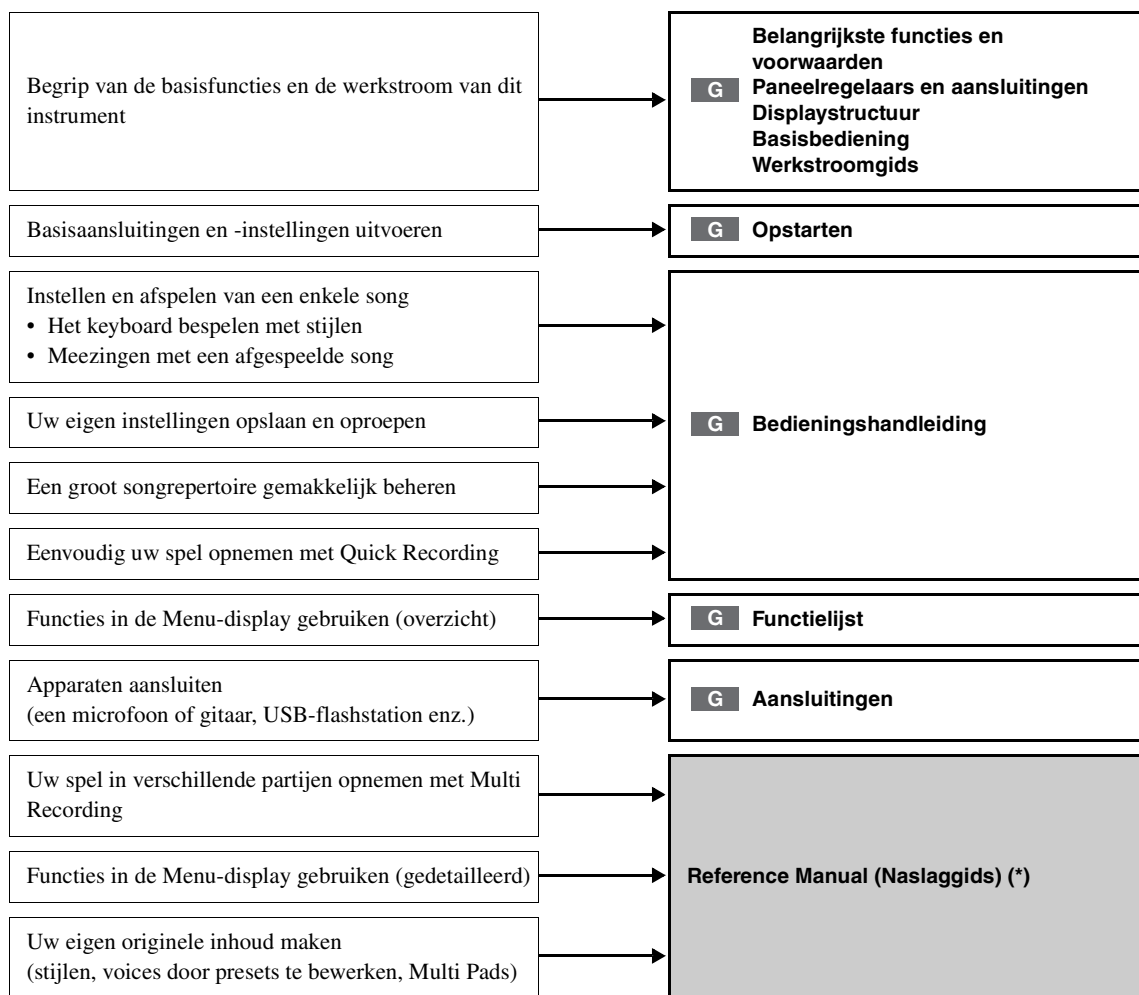 Begrip van de basisfuncties en de werkstroom van dit
instrument
G
Belangrijkste functies en
voorwaarden
Paneelregelaars en aansluitingen
Displaystructuur
Basisbediening
Werkstroomgids
Basisaansluitingen en -instellingen uitvoeren
G Opstarten
Instellen en afspelen van een enkele song
• Het keyboard bespelen met stijlen
• Meezingen met een afgespeelde song
Uw eigen instellingen opslaan en oproepen
Een groot songrepertoire gemakkelijk beheren
Eenvoudig uw spel opnemen met Quick Recording
G Bedieningshandleiding
Functies in de Menu-display gebruiken (overzicht)
G Functielijst
Apparaten aansluiten
(een microfoon of gitaar, USB-flashstation enz.)
G Aansluitingen
Uw spel in verschillende partijen opnemen met Multi
Recording
Functies in de Menu-display gebruiken (gedetailleerd)
Uw eigen originele inhoud maken
(stijlen, voices door presets te bewerken, Multi Pads)
Reference Manual (Naslaggids) (*)